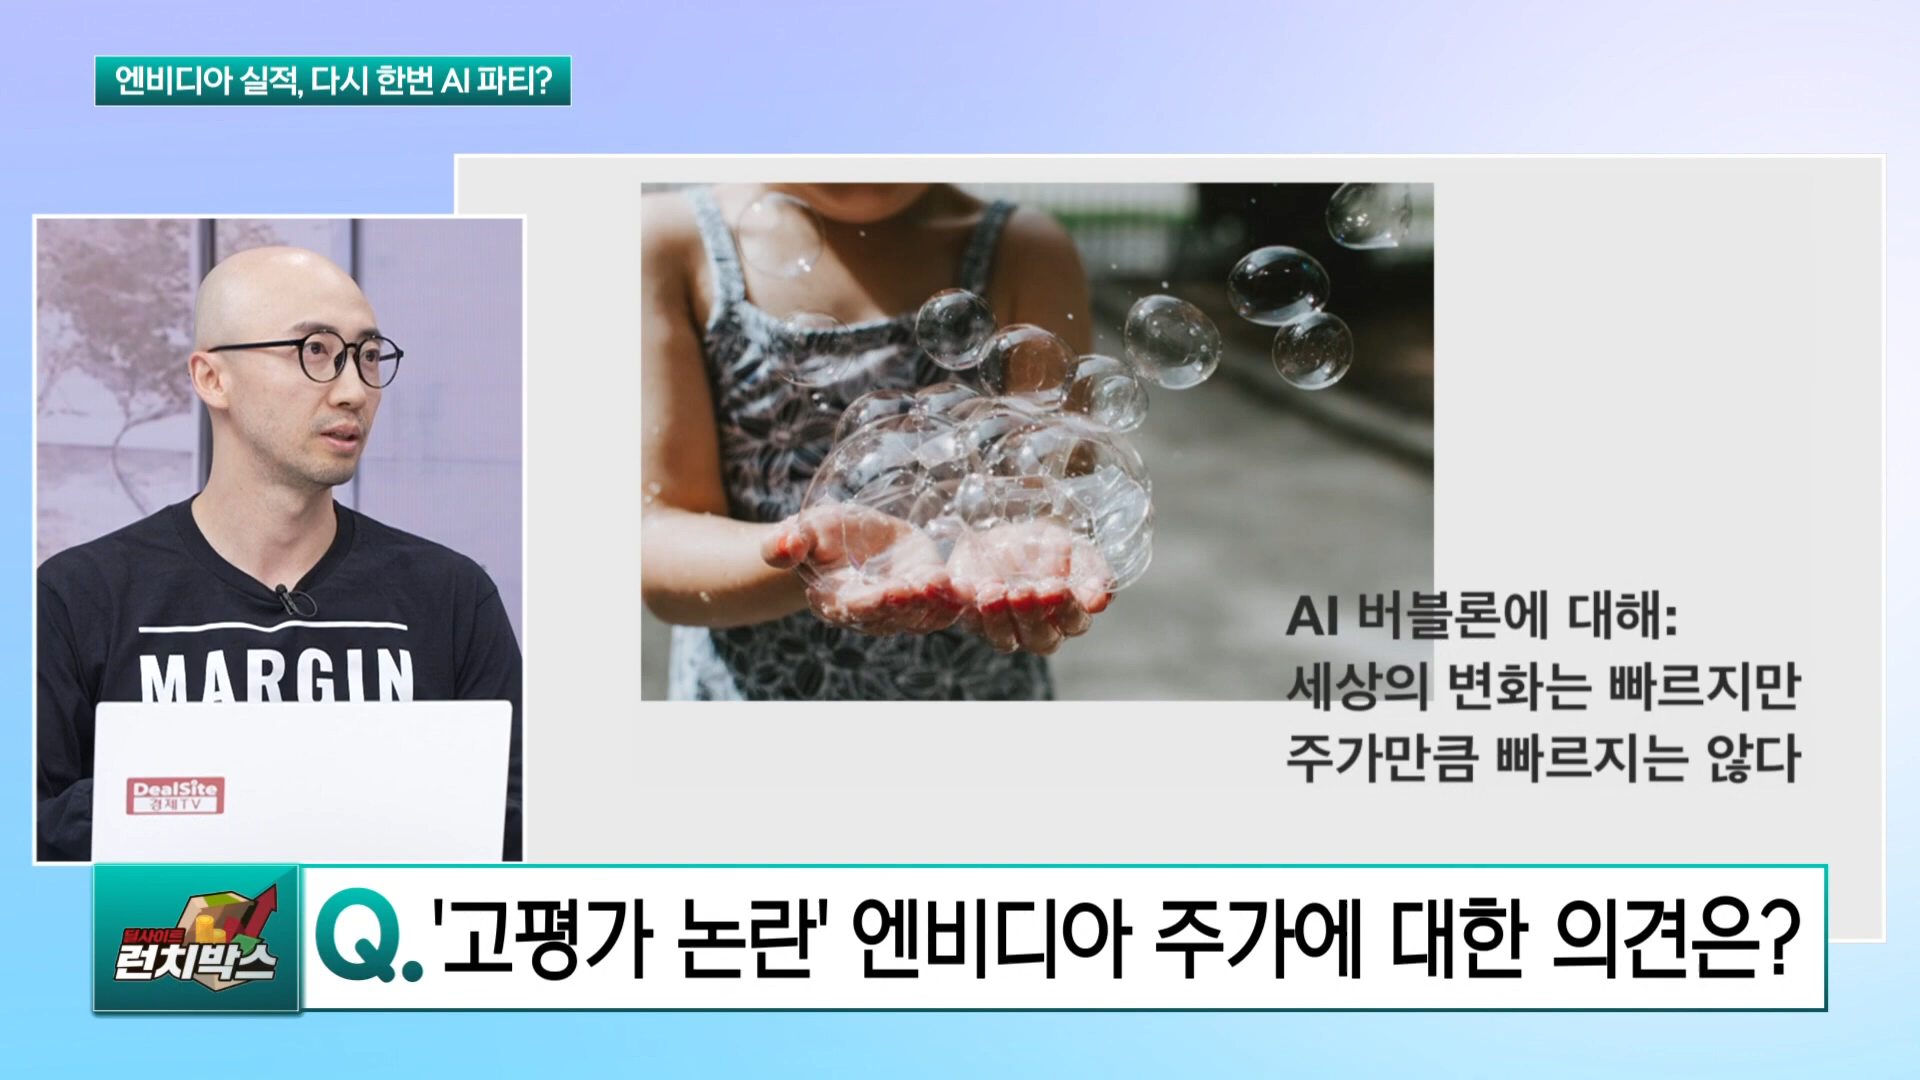 엔비디아 실적, 다시 한번 AI 파티?
MARGIN
DealSite
경제TV
AI 버블론에 대해:
세상의 변화는 빠르지만
주가만큼 빠르지는 않다
딜사이트
런치박스
Q. '고평가 논란' 엔비디아 주가에 대한 의견은?